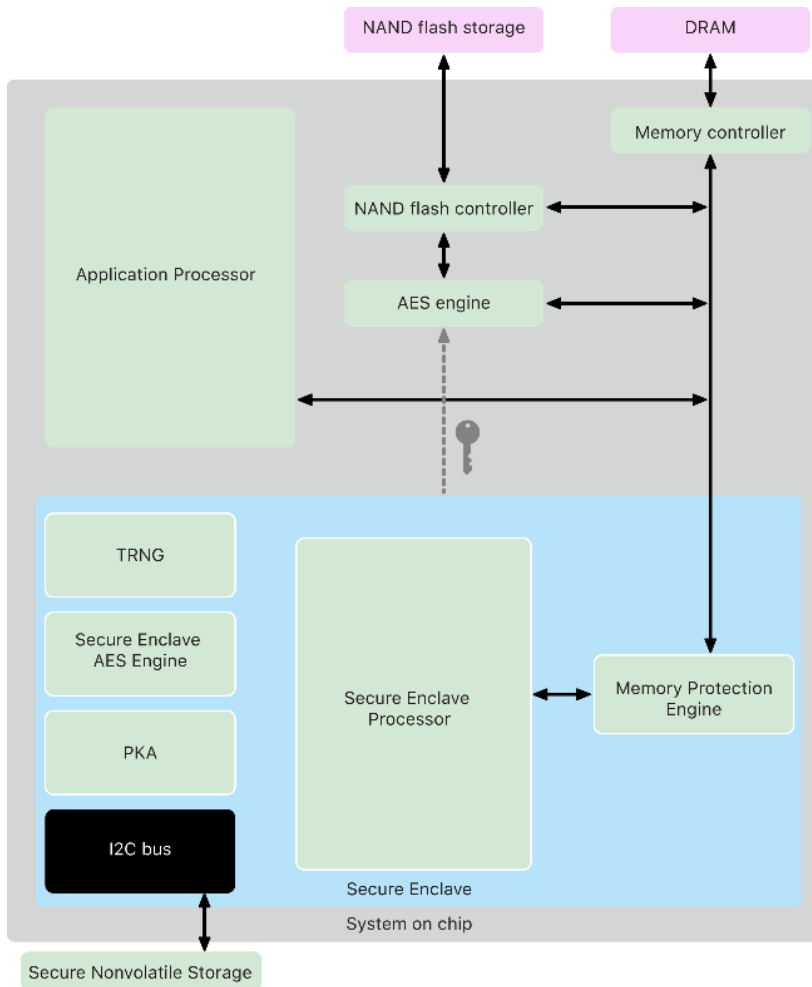 NAND flash storage
DRAM
Memory controller
NAND flash controller
Application Processor
AES engine
TRNG
Secure Enclave
AES Engine
Secure Enclave
Processor
Memory Protection
Engine
PKA
I2C bus
Secure Enclave
System on chip
Secure Nonvolatile Storage